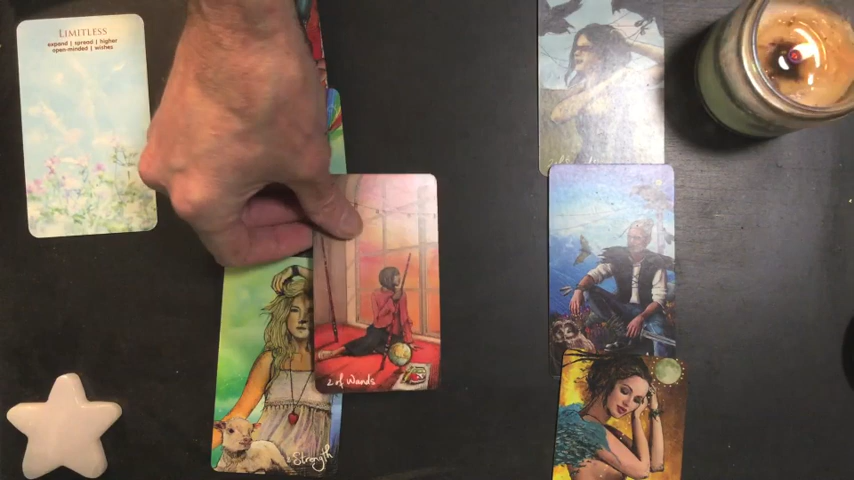 LIMITLESS
expand | spread | higher
open-minded | wishes
2 of Wands
Strength